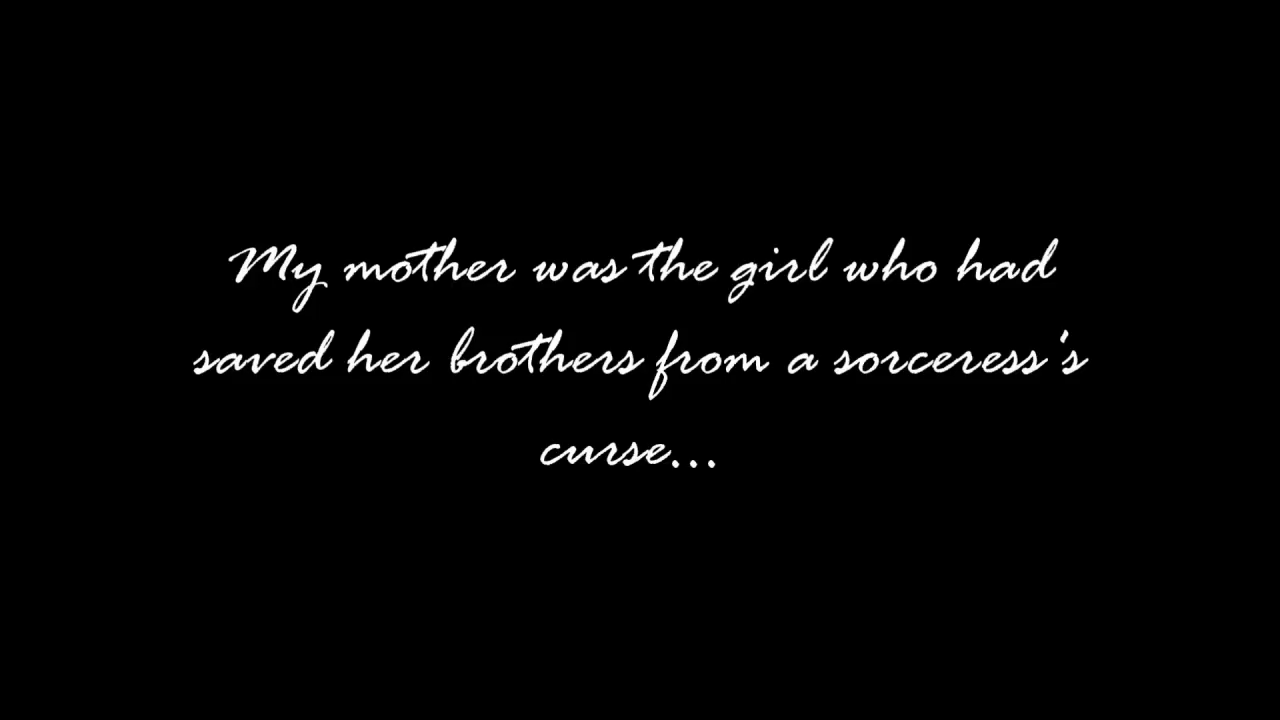 My mother was the girl who had
saved her brothers from a sorceress's
curse...